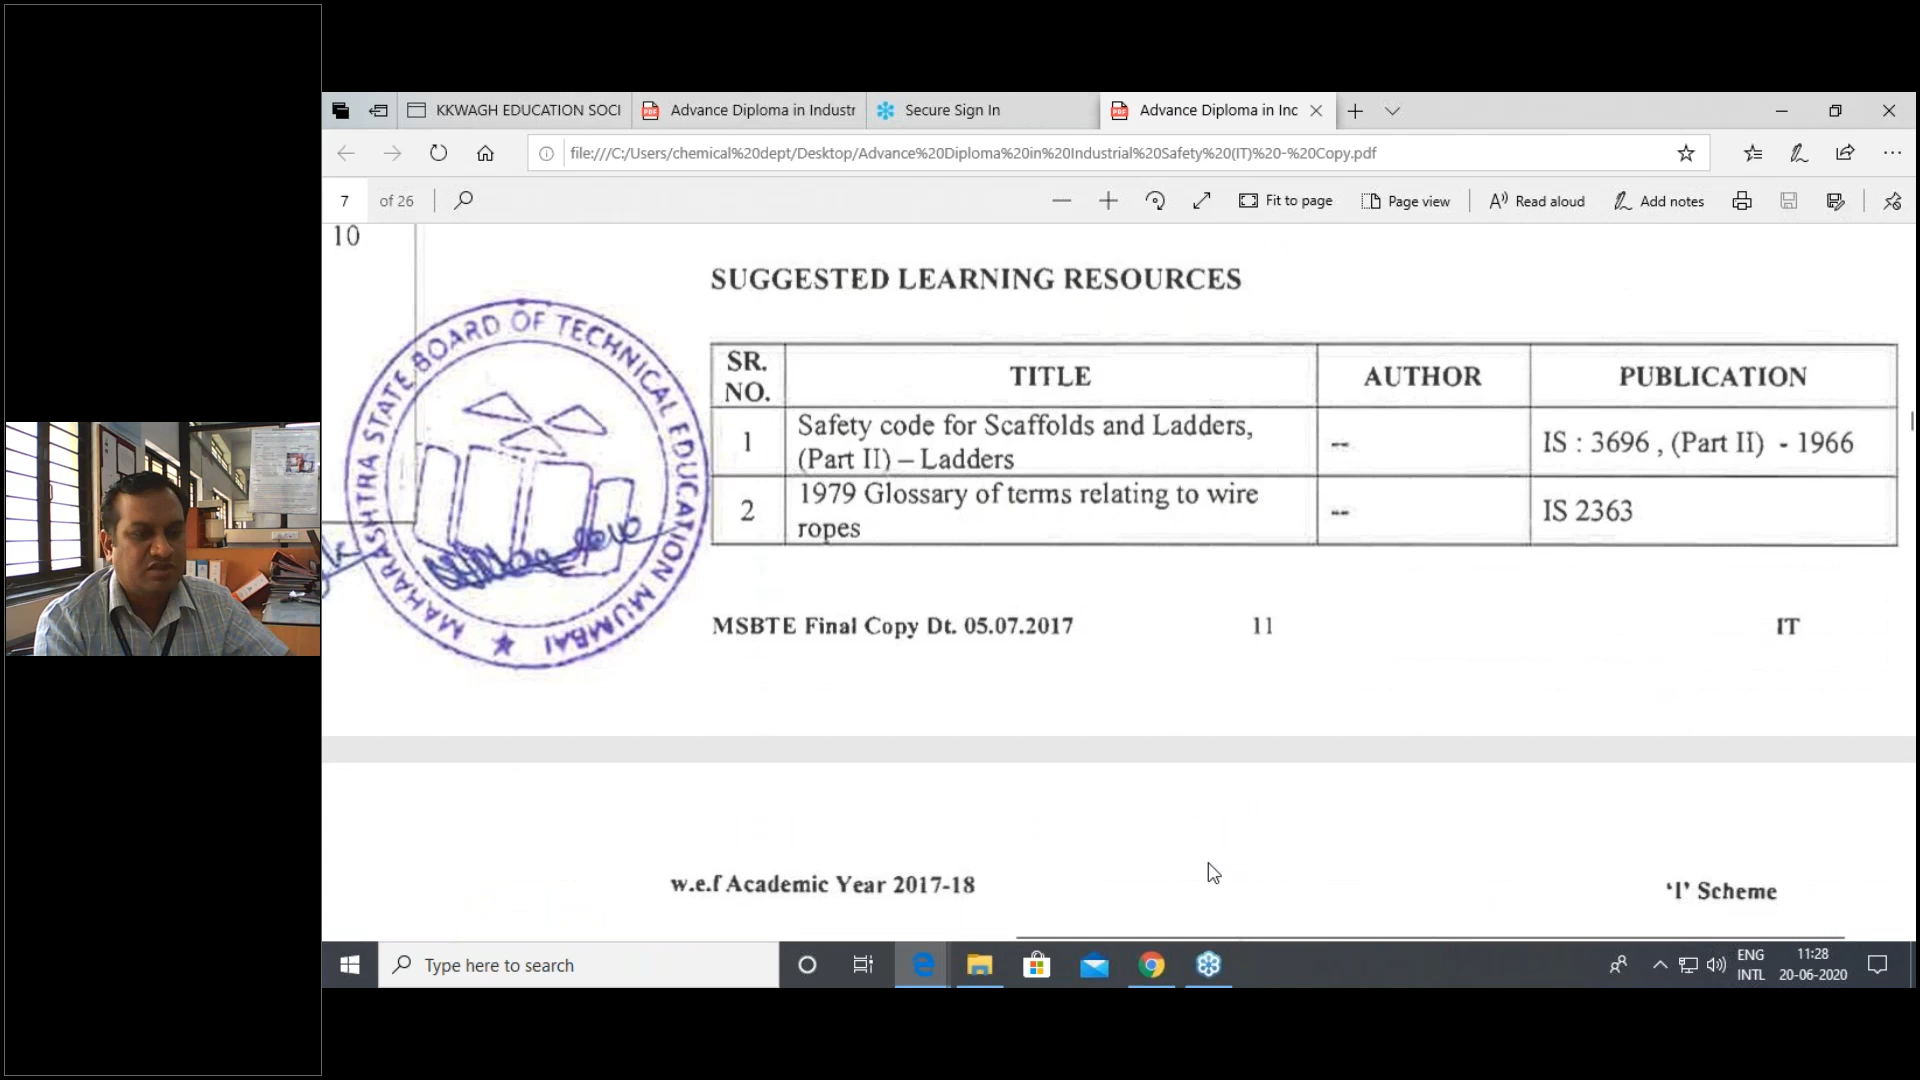 KKWAGH EDUCATION SOCI
Advance Diploma in Industr
Secure Sign In
Advance Diploma in Inc
file:///C:/Users/chemical%20dept/Desktop/Advance%20Diploma%20in%20Industrial%20Safety%20(IT)%20-%20Copy.pdf
7 of 26
Fit to page
Page view
Read aloud
Add notes
10
SUGGESTED LEARNING RESOURCES
SR. NO. TITLE AUTHOR PUBLICATION
1 Safety code for Scaffolds and Ladders, -- IS : 3696 , (Part II) - 1966
(Part II) – Ladders
2 1979 Glossary of terms relating to wire -- IS 2363
ropes
MAHARASHTRA STATE BOARD OF TECHNICAL EDUCATION MUMBAI
MSBTE Final Copy Dt. 05.07.2017 11 IT
w.e.f Academic Year 2017-18 ‘I’ Scheme
Type here to search
ENG
INTL
11:28
20-06-2020